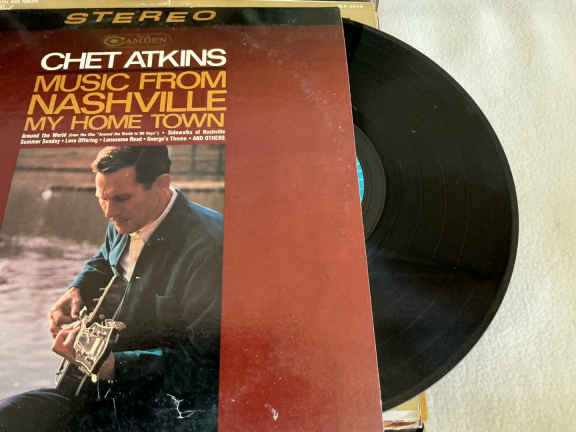 STEREO
CAMDEN
CHET ATKINS
MUSIC FROM
NASHVILLE
MY HOME TOWN
Around the World (from the film "Around the World in 80 Days") • Sidewalks of Nashville
Summer Sunday • Love Offering • Lonesome Road • George's Theme • AND OTHERS